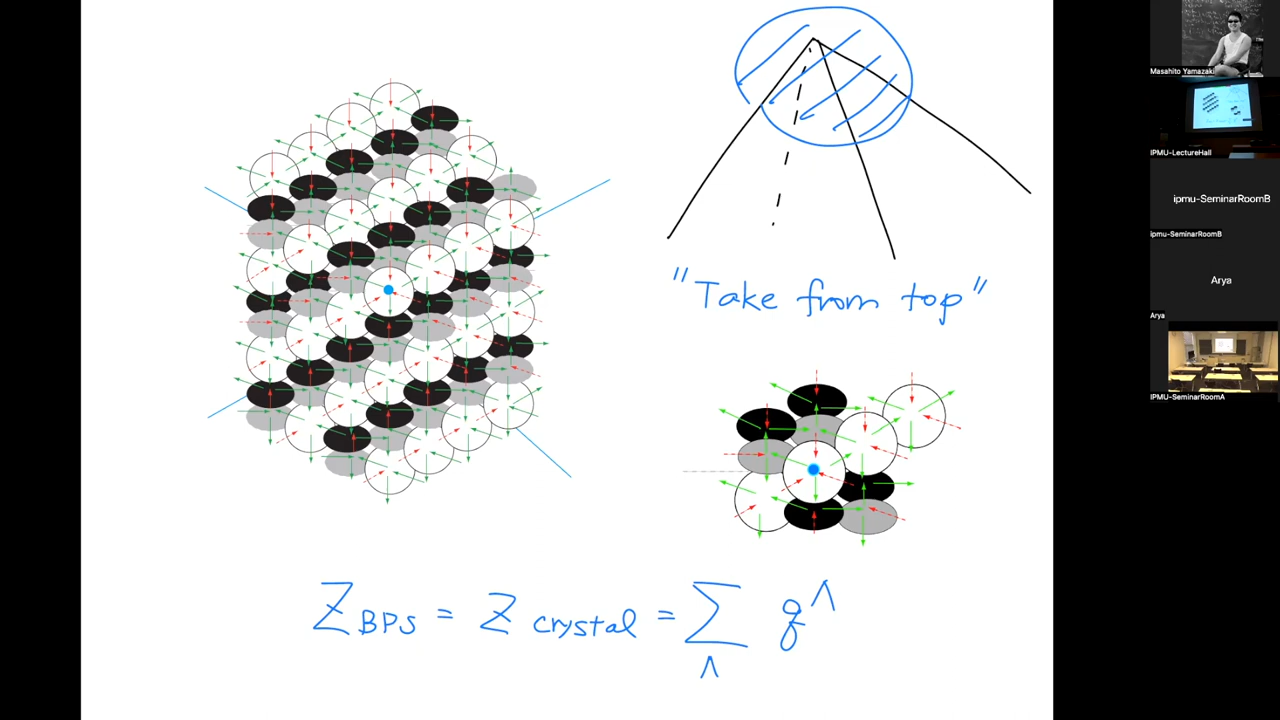 "Take from top"
Z BPS = Z crystal = Σ Λ q^Λ
Masahito Yamazaki
IPMU-LectureHall
ipmu-SeminarRoomB
ipmu-SeminarRoomB
Arya
Arya
IPMU-SeminarRoomA